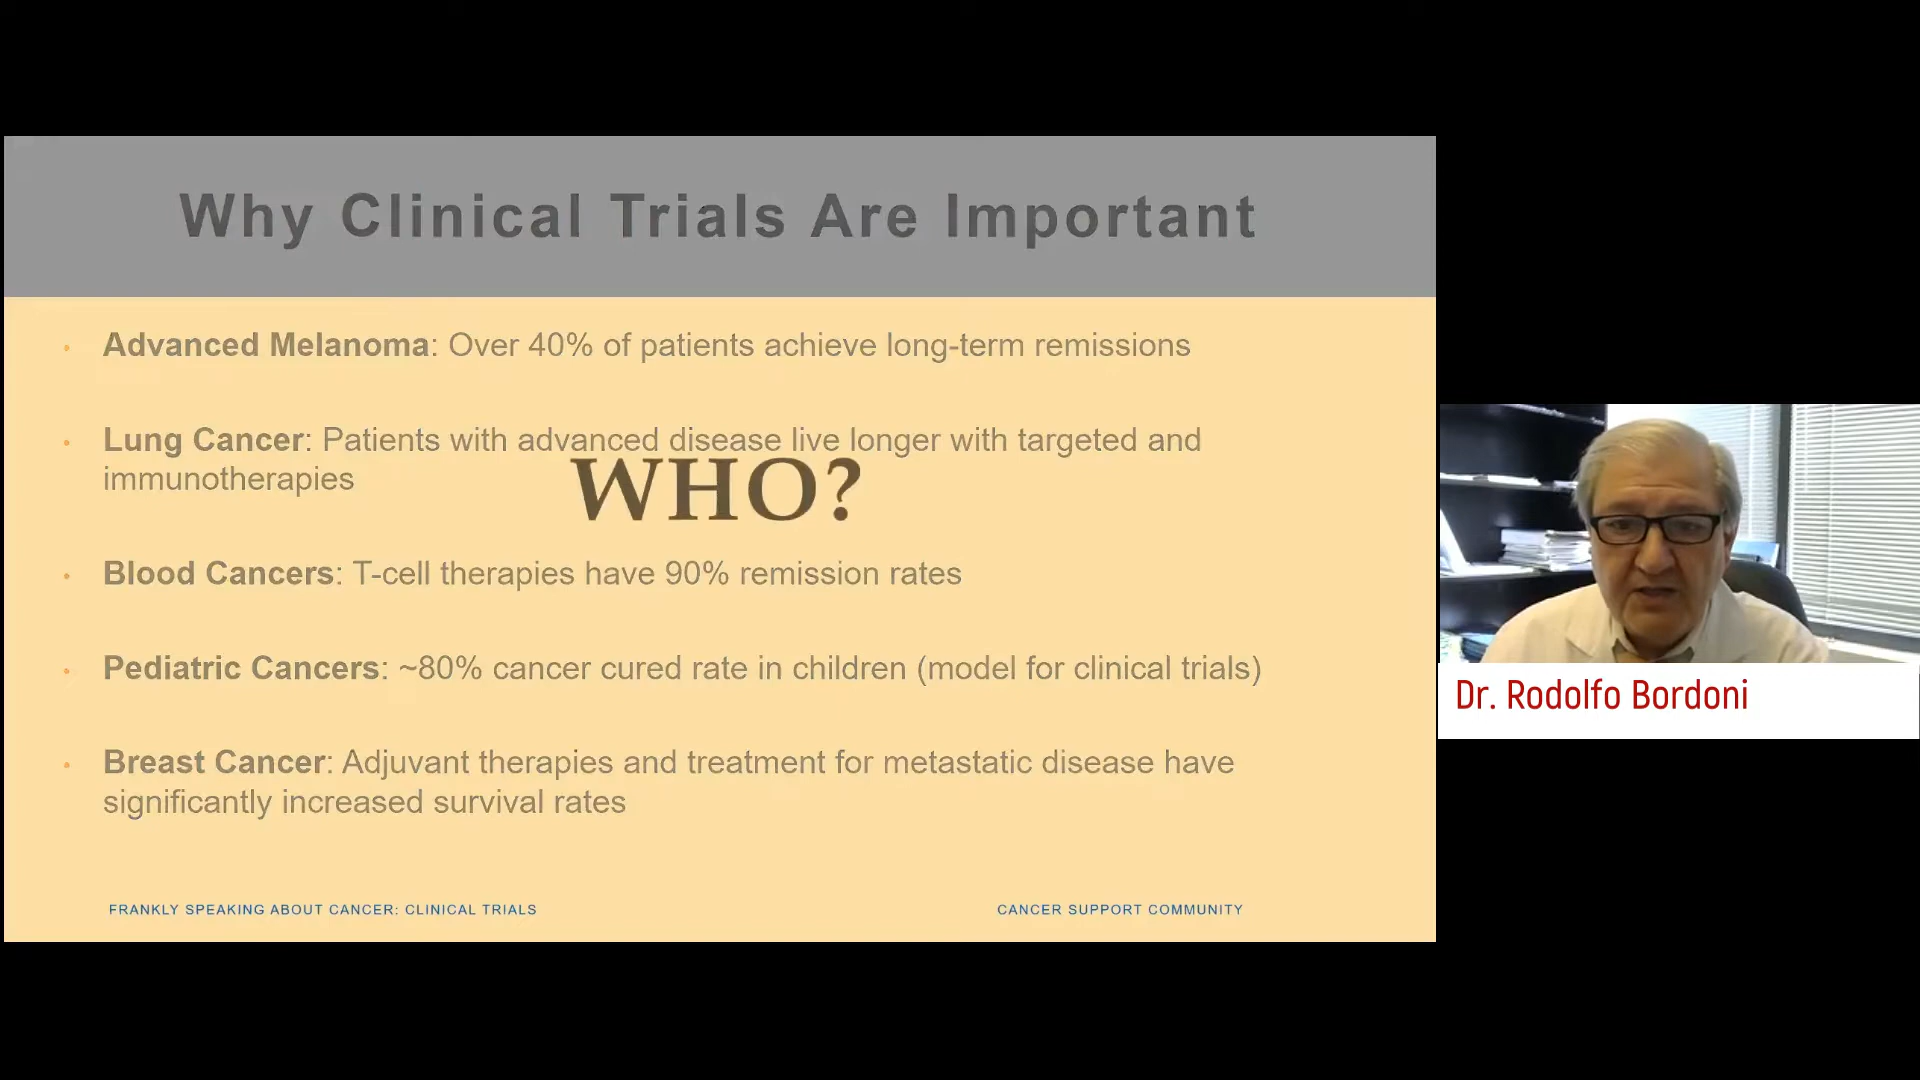 Why Clinical Trials Are Important
Advanced Melanoma: Over 40% of patients achieve long-term remissions
Lung Cancer: Patients with advanced disease live longer with targeted and
immunotherapies
WHO?
Blood Cancers: T-cell therapies have 90% remission rates
Pediatric Cancers: ~80% cancer cured rate in children (model for clinical trials)
Breast Cancer: Adjuvant therapies and treatment for metastatic disease have
significantly increased survival rates
FRANKLY SPEAKING ABOUT CANCER: CLINICAL TRIALS
CANCER SUPPORT COMMUNITY
Dr. Rodolfo Bordoni